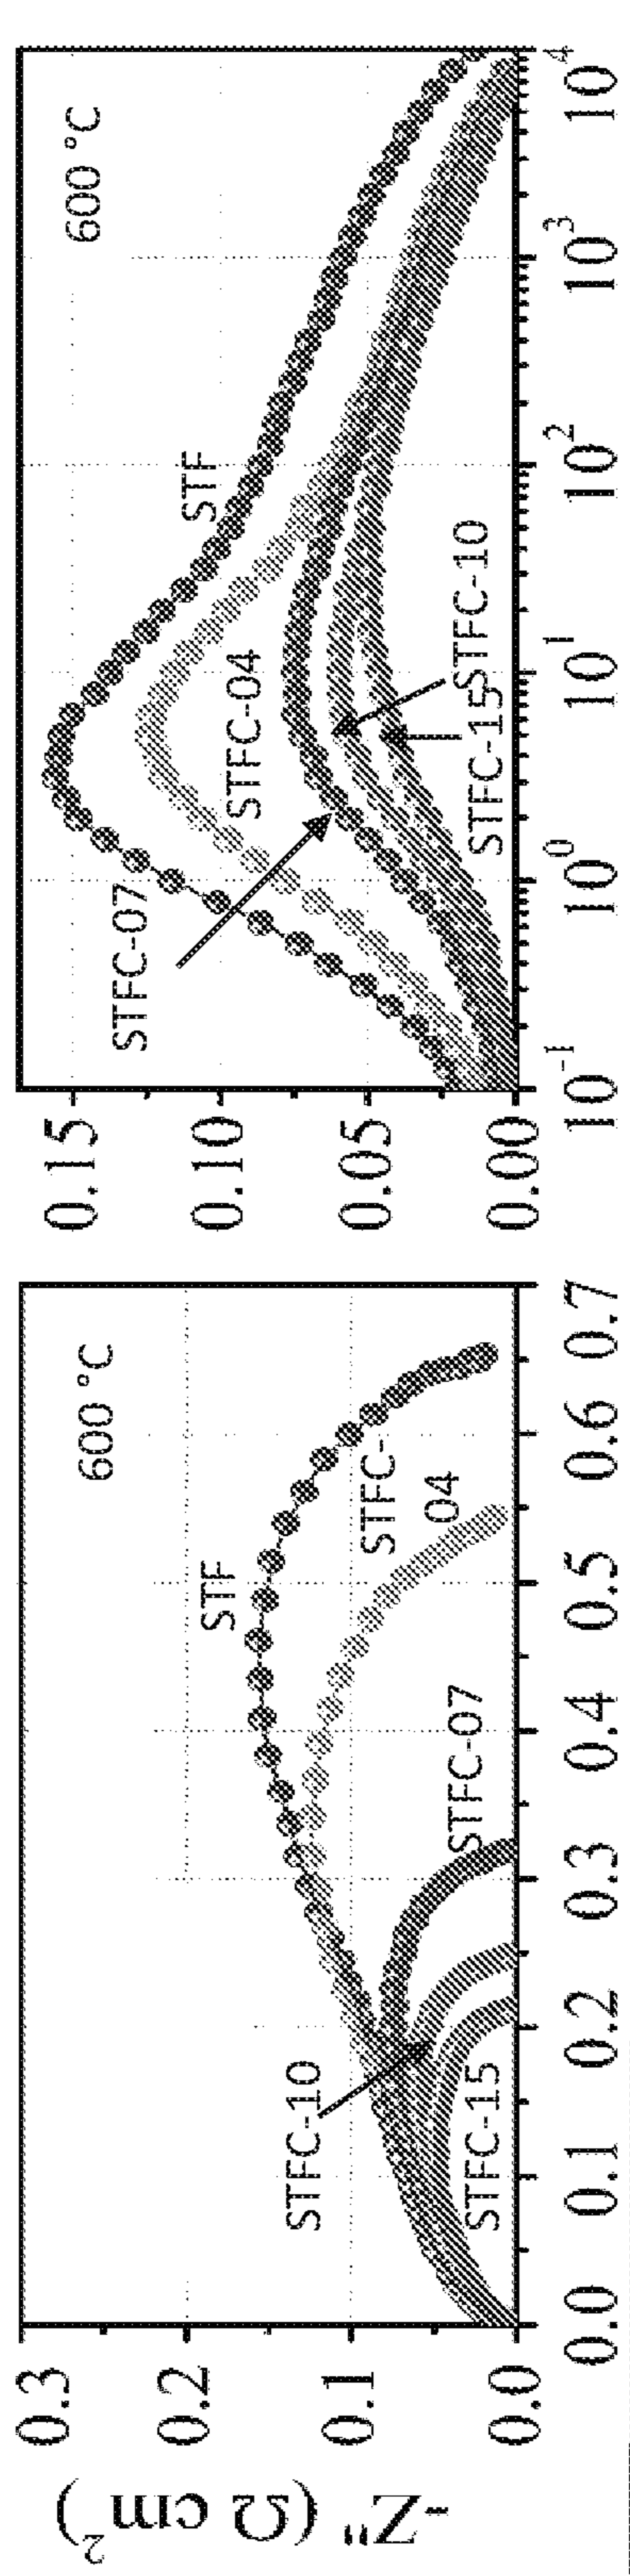 -Z" (Ω cm²)
0.3
0.2
0.1
0.0
600 °C
STF
STFC-
04
STFC-07
STFC-10
STFC-15
0.0 0.1 0.2 0.3 0.4 0.5 0.6 0.7
0.15
0.10
0.05
0.00
600 °C
STF
STFC-07
STFC-04
STFC-10
STFC-15
10⁻¹ 10⁰ 10¹ 10² 10³ 10⁴